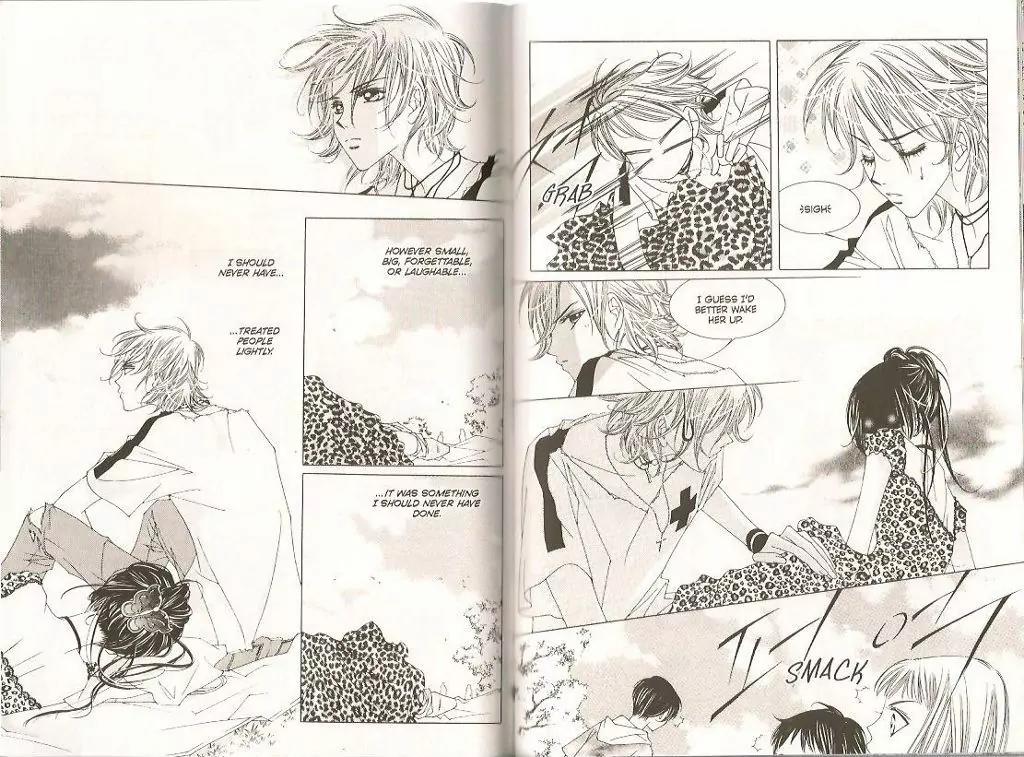 I SHOULD
NEVER HAVE...
...TREATED
PEOPLE
LIGHTLY.
HOWEVER SMALL,
BIG, FORGETTABLE,
OR LAUGHABLE...
...IT WAS SOMETHING
I SHOULD NEVER HAVE
DONE.
GRAB
SIGH
I GUESS I'D
BETTER WAKE
HER UP.
SMACK